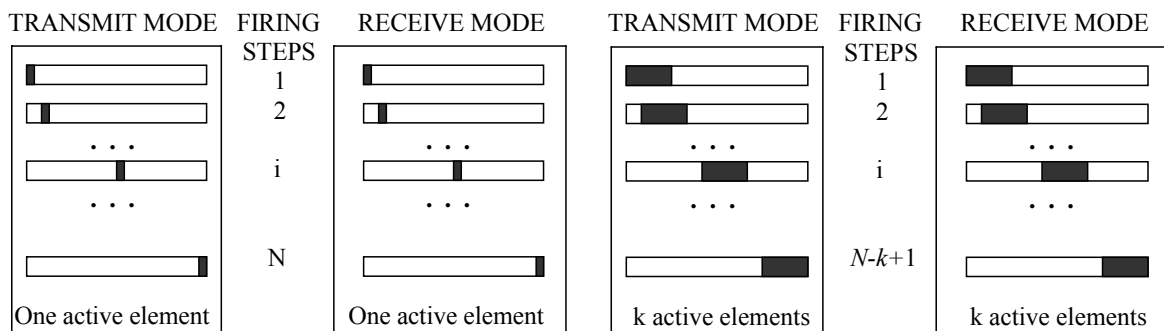 TRANSMIT MODE FIRING STEPS RECEIVE MODE
1
2
. . . . . .
i
. . . . . .
N
One active element One active element
TRANSMIT MODE FIRING STEPS RECEIVE MODE
1
2
. . . . . .
i
. . . . . .
N-k+1
k active elements k active elements